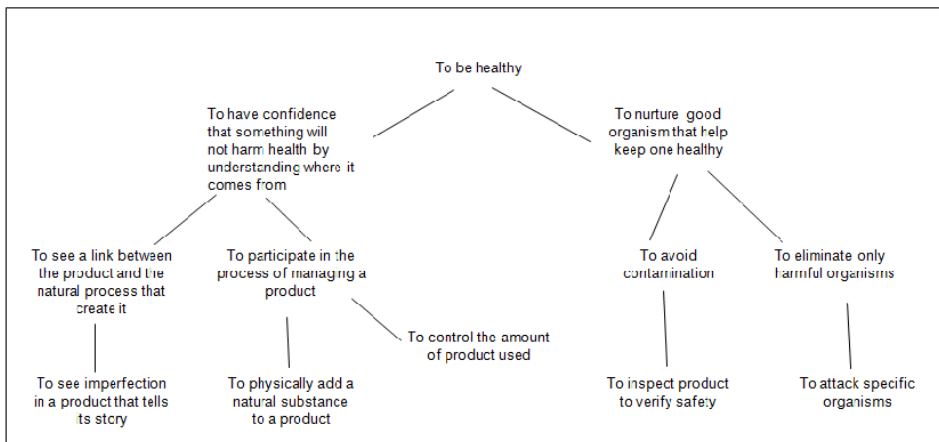 To be healthy
To have confidence
that something will
not harm health by
understanding where it
comes from
To nurture good
organism that help
keep one healthy
To see a link between
the product and the
natural process that
create it
To participate in the
process of managing a
product
To avoid
contamination
To eliminate only
harmful organisms
To control the amount
of product used
To see imperfection
in a product that tells
its story
To physically add a
natural substance
to a product
To inspect product
to verify safety
To attack specific
organisms